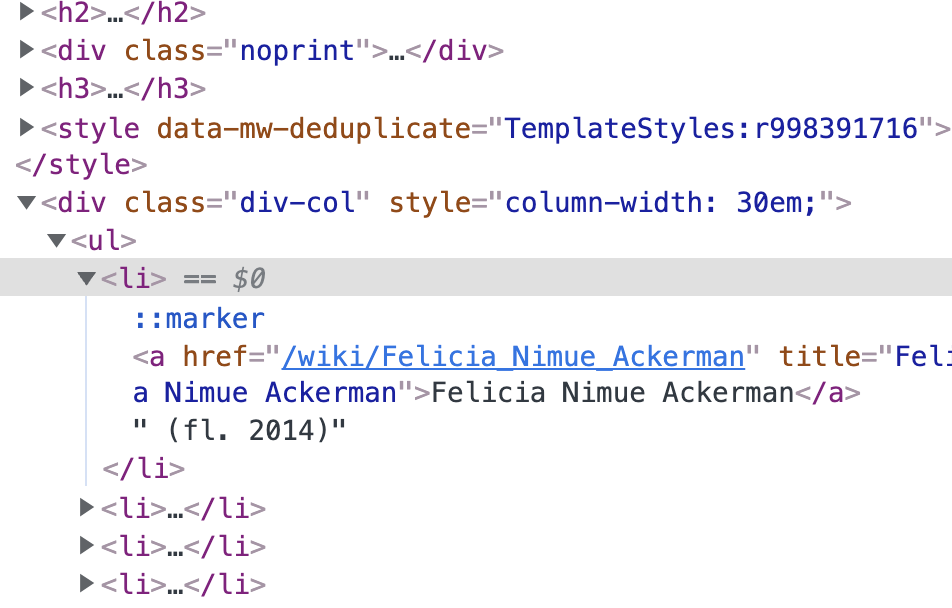 ▶<h2>…</h2>
▶<div class="noprint">…</div>
▶<h3>…</h3>
▶<style data-mw-deduplicate="TemplateStyles:r998391716">
</style>
▼<div class="div-col" style="column-width: 30em;">
▼<ul>
▼<li> == $0
::marker
<a href="/wiki/Felicia_Nimue_Ackerman" title="Feli
a Nimue Ackerman">Felicia Nimue Ackerman</a>
" (fl. 2014)"
</li>
▶<li>…</li>
▶<li>…</li>
▶<li>…</li>